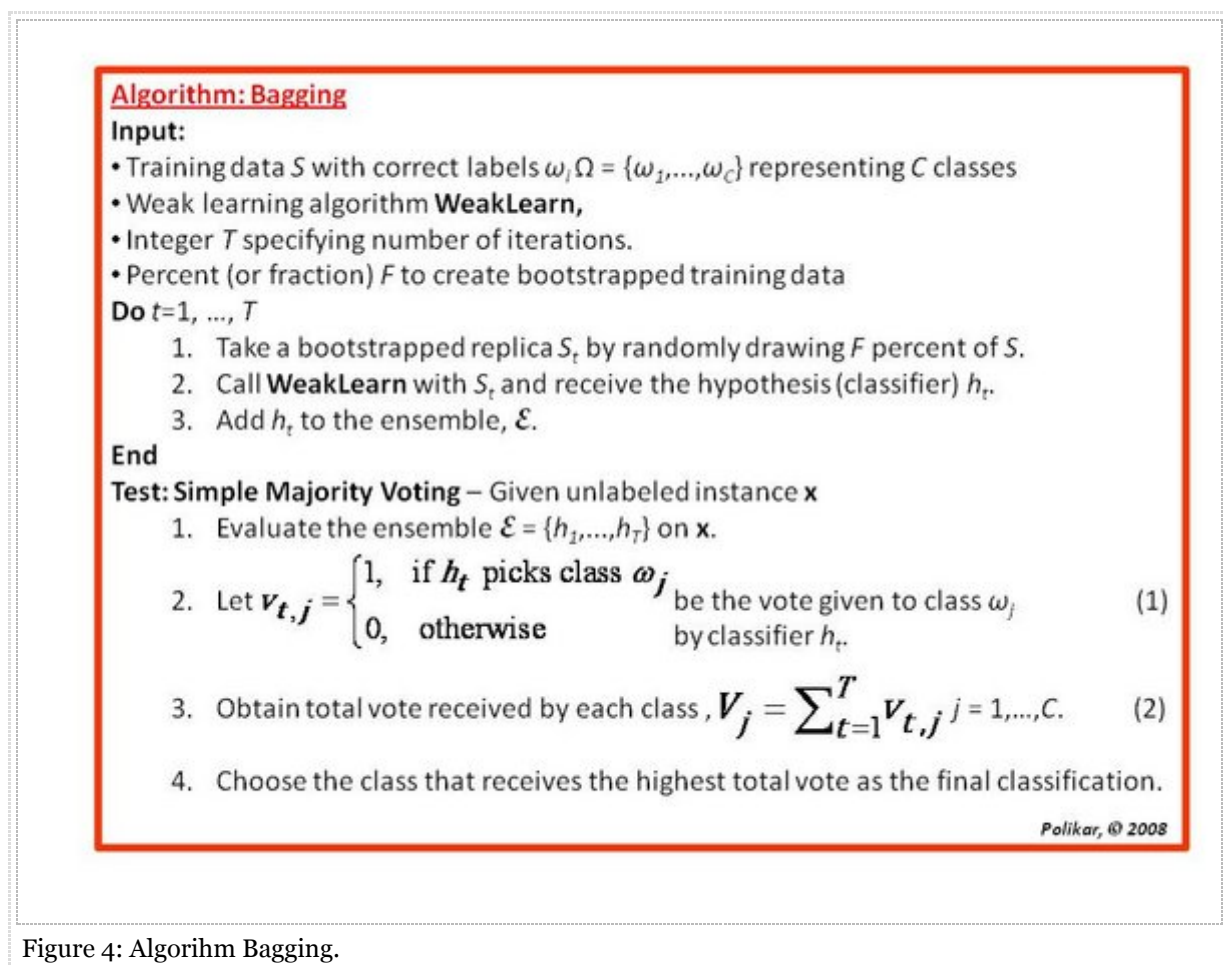 Algorithm: Bagging
Input:
• Training data S with correct labels ωᵢ Ω = {ω₁,...,ω_C} representing C classes
• Weak learning algorithm WeakLearn,
• Integer T specifying number of iterations.
• Percent (or fraction) F to create bootstrapped training data
Do t=1, ..., T
1. Take a bootstrapped replica Sₜ by randomly drawing F percent of S.
2. Call WeakLearn with Sₜ and receive the hypothesis (classifier) hₜ.
3. Add hₜ to the ensemble, ℰ.
End
Test: Simple Majority Voting – Given unlabeled instance x
1. Evaluate the ensemble ℰ = {h₁,...,h_T} on x.
2. Let v_{t,j} = { 1, if hₜ picks class ωⱼ
0, otherwise
be the vote given to class ωⱼ
by classifier hₜ.
(1)
3. Obtain total vote received by each class , Vⱼ = ∑_{t=1}^{T} v_{t,j} j = 1,...,C. (2)
4. Choose the class that receives the highest total vote as the final classification.
Polikar, © 2008
Figure 4: Algorihm Bagging.